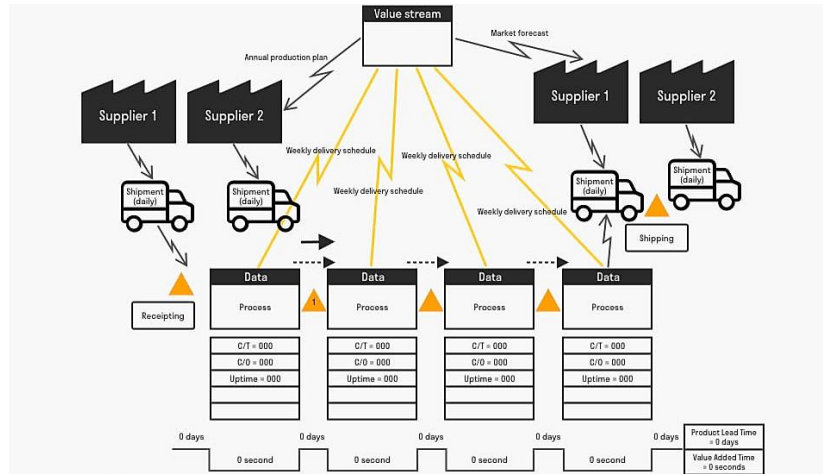 Value stream
Market forecast
Annual production plan
Supplier 1
Supplier 2
Supplier 1
Supplier 2
Weekly delivery schedule
Weekly delivery schedule
Weekly delivery schedule
Weekly delivery schedule
Shipment
(daily)
Shipment
(daily)
Shipment
(daily)
Shipment
(daily)
Shipping
Receipting
Data
Process
1
Data
Process
Data
Process
Data
Process
C/T = 000
C/O = 000
Uptime = 000
C/T = 000
C/O = 000
Uptime = 000
C/T = 000
C/O = 000
Uptime = 000
C/T = 000
C/O = 000
Uptime = 000
0 days
0 days
0 days
0 days
0 days
0 second
0 second
0 second
0 second
Product Lead Time
= 0 days
Value Added Time
= 0 seconds